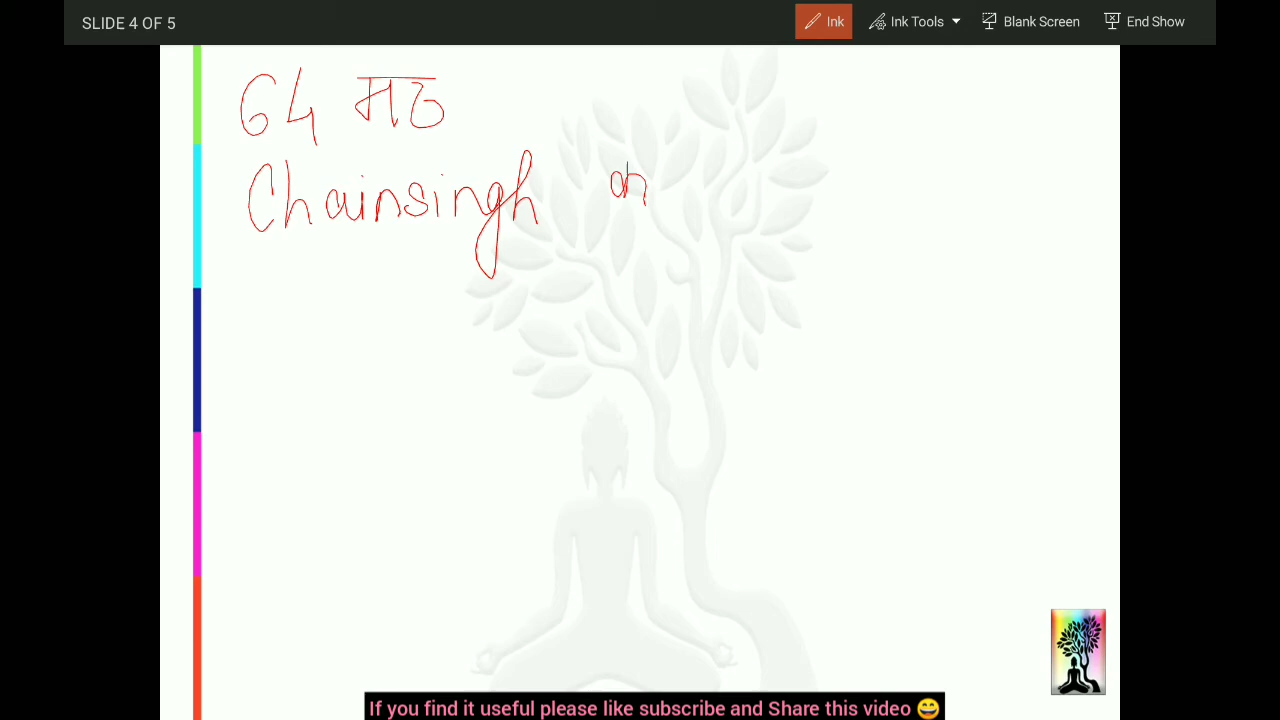 SLIDE 4 OF 5
Ink
Ink Tools
Blank Screen
End Show
64 मठ
Chainsingh क
If you find it useful please like subscribe and Share this video 😄